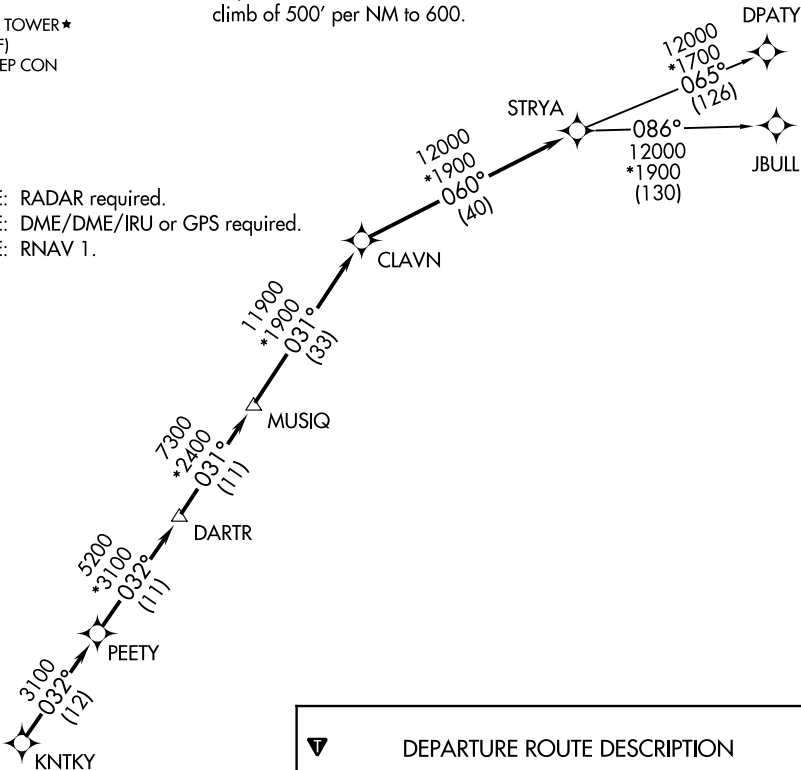 TOWER★
climb of 500' per NM to 600.
F)
EP CON
DPATY
12000
*1700
065°
(126)
STRYA
086°
12000
*1900
(130)
JBULL
12000
*1900
060°
(40)
E: RADAR required.
E: DME/DME/IRU or GPS required.
E: RNAV 1.
CLAVN
11900
*1900
031°
(33)
MUSIQ
7300
*2400
031°
(11)
DARTR
5200
*3100
032°
(11)
PEETY
3100
032°
(12)
KNTKY
T DEPARTURE ROUTE DESCRIPTION